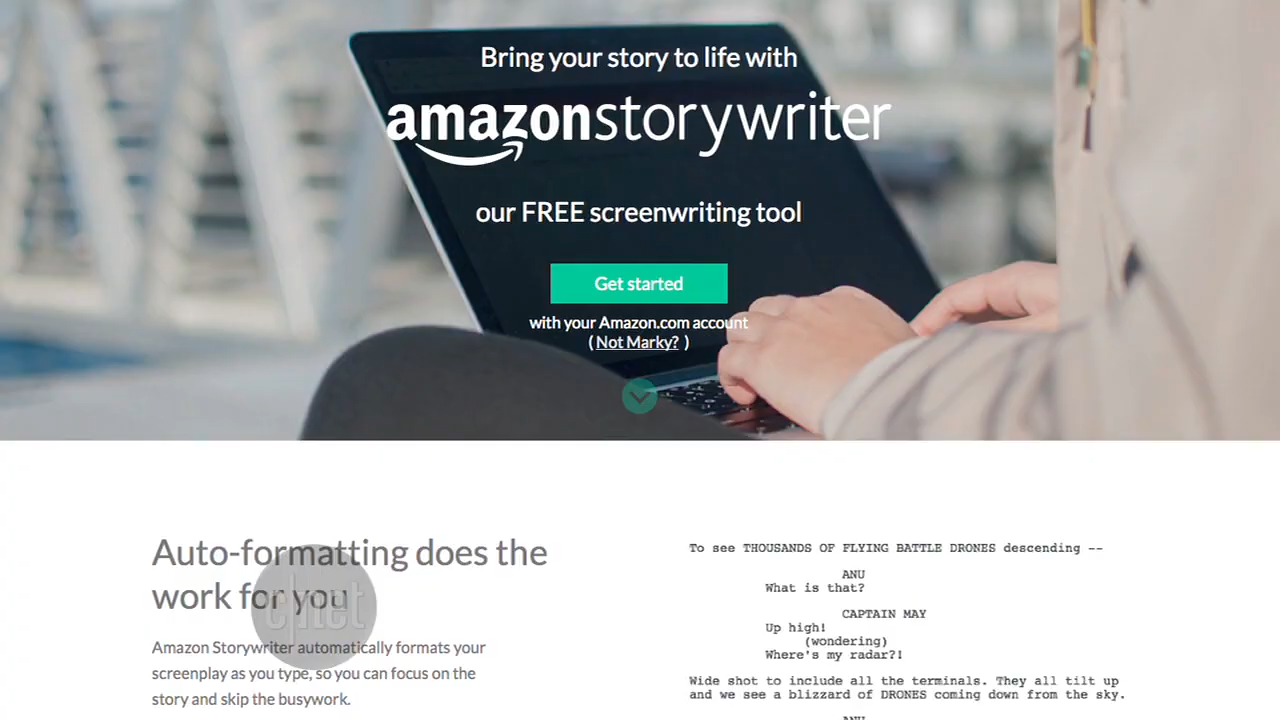 Bring your story to life with
amazonstorywriter
our FREE screenwriting tool
Get started
with your Amazon.com account
( Not Marky? )
Auto-formatting does the
work for you
c|net
Amazon Storywriter automatically formats your
screenplay as you type, so you can focus on the
story and skip the busywork.
To see THOUSANDS OF FLYING BATTLE DRONES descending --
ANU
What is that?
CAPTAIN MAY
Up high!
(wondering)
Where's my radar?!
Wide shot to include all the terminals. They all tilt up
and we see a blizzard of DRONES coming down from the sky.
ANU